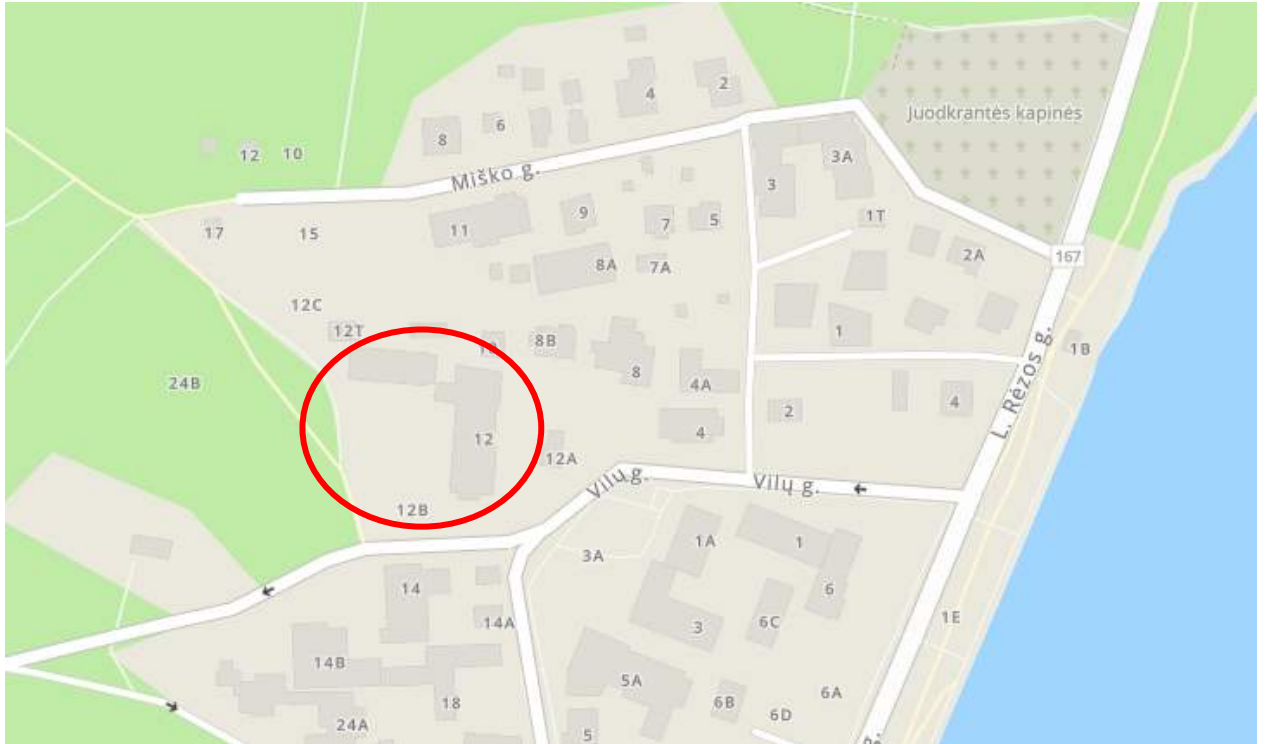 4
2
Juodkrantės kapinės
6
8
12
10
3A
Miško g.
3
17
15
11
9
7
5
1T
2A
167
8A
7A
12C
12T
8B
1
1B
24B
8
4A
L. Rėzos g.
2
4
12
4
12A
Vilų g.
Vilų g.
12B
1A
1
3A
14
6
14A
3
6C
1E
14B
5A
18
6B
6A
6D
24A
5
g.